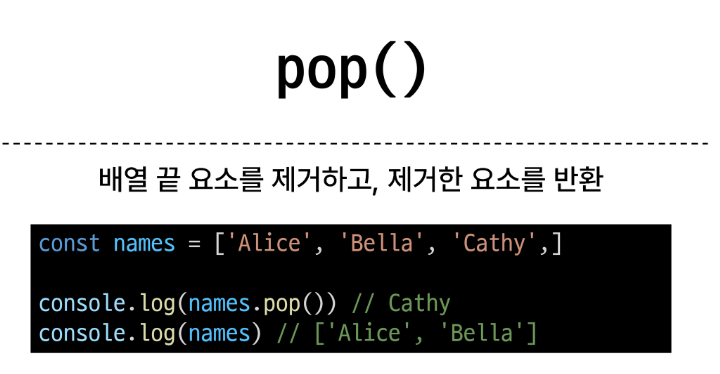 pop()
배열 끝 요소를 제거하고, 제거한 요소를 반환
const names = ['Alice', 'Bella', 'Cathy',]
console.log(names.pop()) // Cathy
console.log(names) // ['Alice', 'Bella']